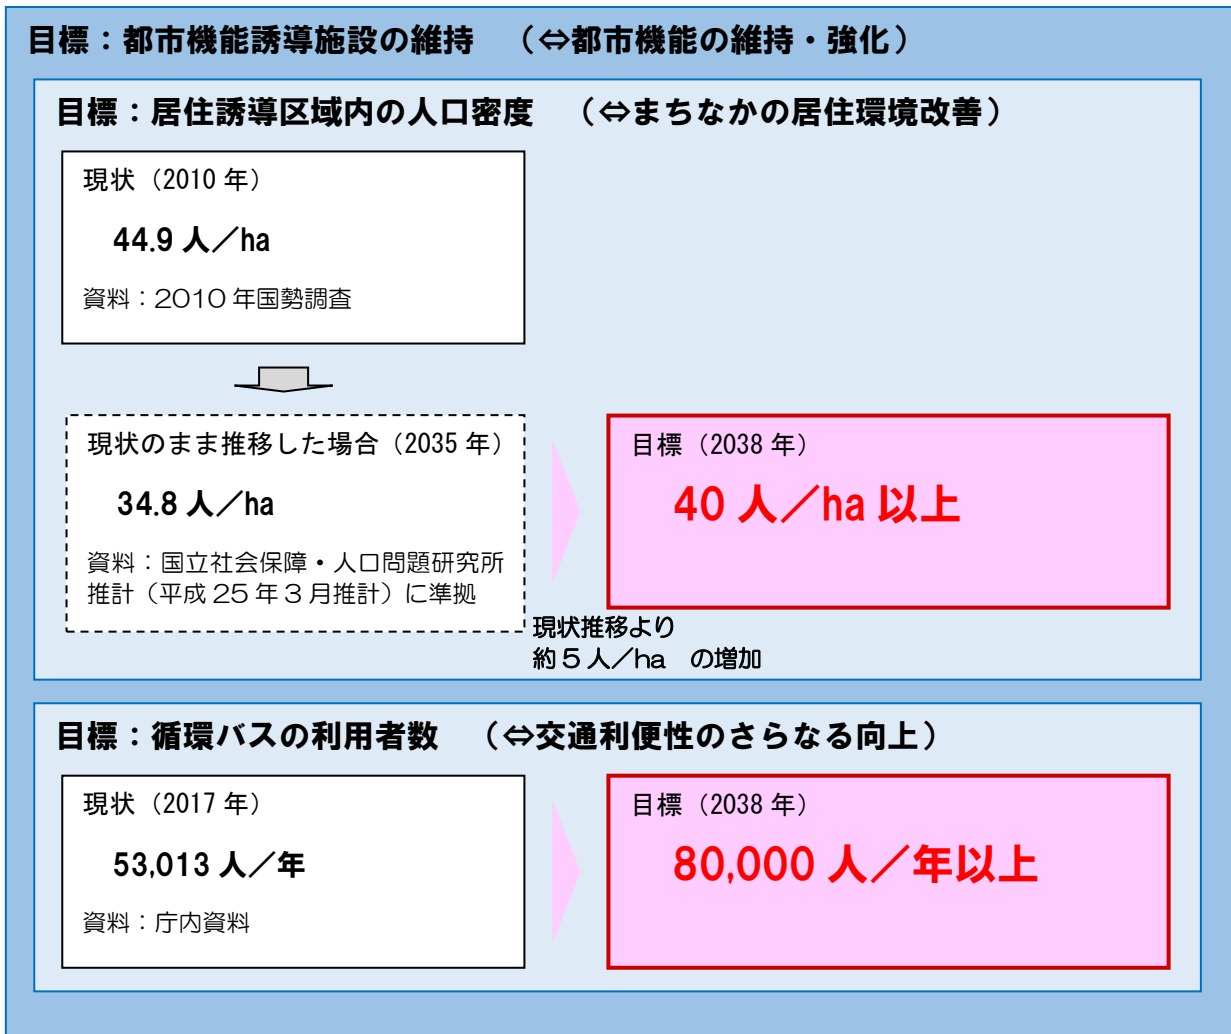 目標：都市機能誘導施設の維持　（⇔都市機能の維持・強化）
目標：居住誘導区域内の人口密度　（⇔まちなかの居住環境改善）
現状（2010 年）
44.9 人／ha
資料：2010 年国勢調査
現状のまま推移した場合（2035 年）
34.8 人／ha
資料：国立社会保障・人口問題研究所
推計（平成 25 年 3 月推計）に準拠
目標（2038 年）
40 人／ha 以上
現状推移より
約 5 人／ha　の増加
目標：循環バスの利用者数　（⇔交通利便性のさらなる向上）
現状（2017 年）
53,013 人／年
資料：庁内資料
目標（2038 年）
80,000 人／年以上